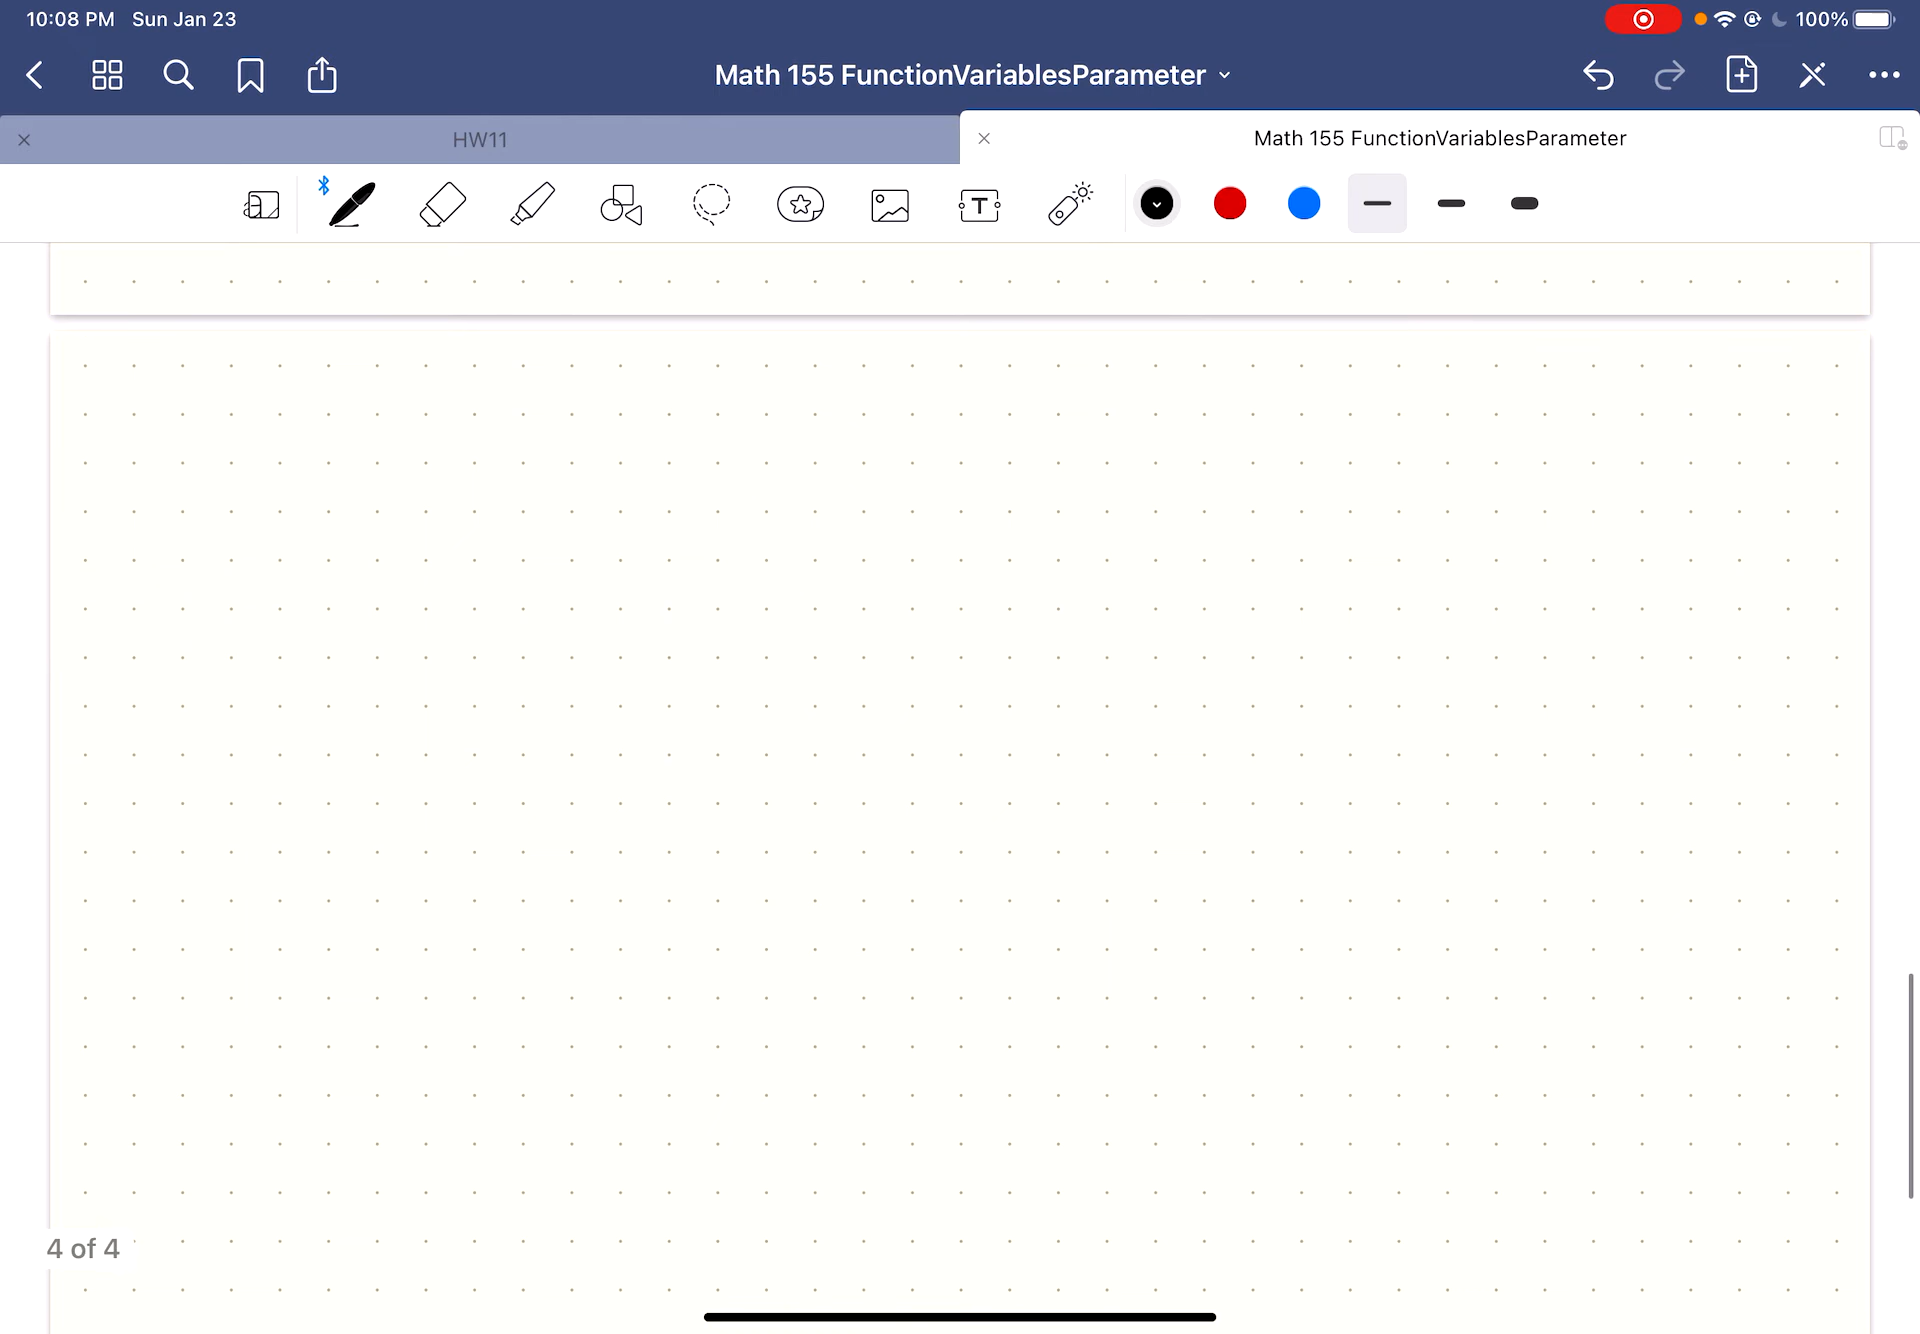 10:08 PM Sun Jan 23
100%
Math 155 FunctionVariablesParameter
HW11
Math 155 FunctionVariablesParameter
T
4 of 4